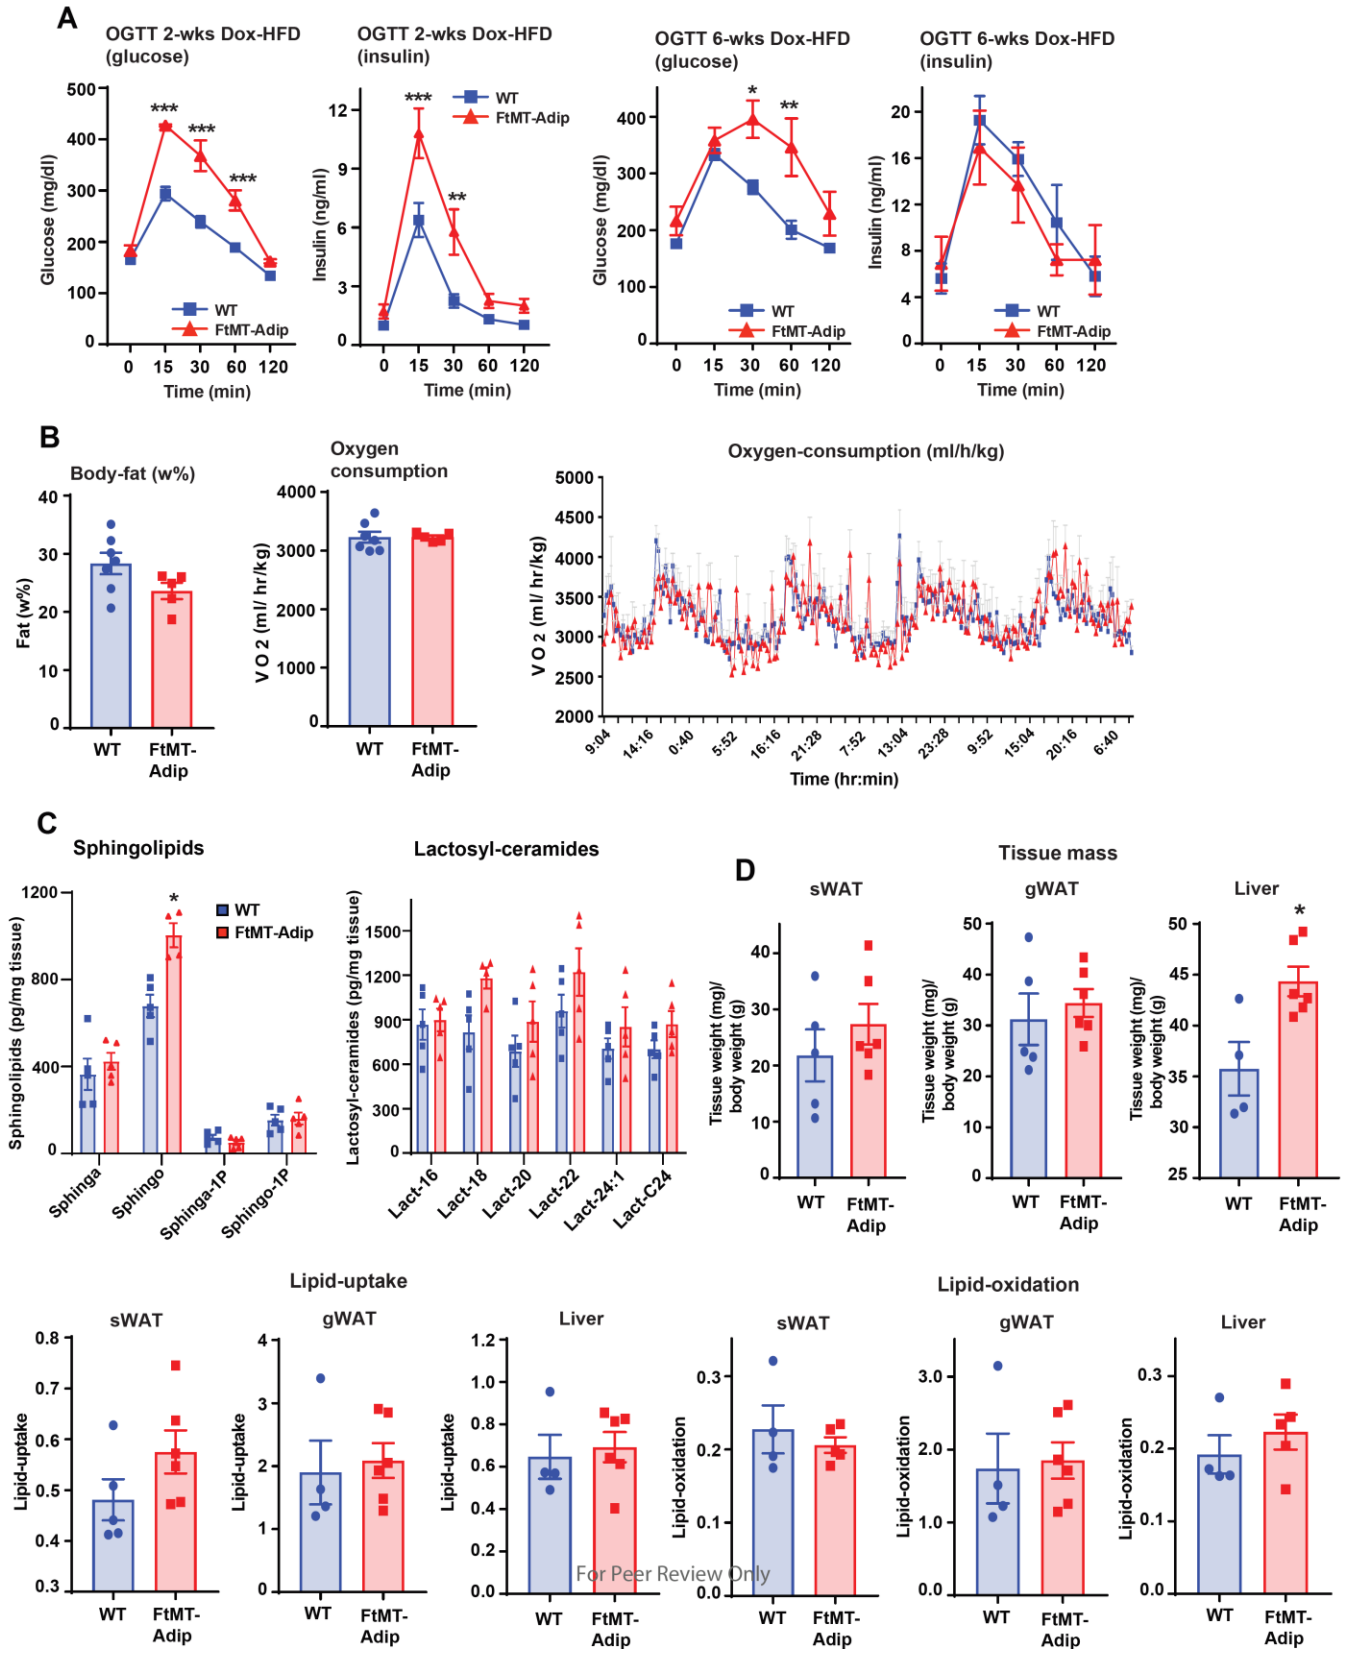 A
OGTT 2-wks Dox-HFD
(glucose)
OGTT 2-wks Dox-HFD
(insulin)
OGTT 6-wks Dox-HFD
(glucose)
OGTT 6-wks Dox-HFD
(insulin)
Glucose (mg/dl)
500
400
300
200
100
0
***
***
***
WT
FtMT-Adip
0 15 30 60 120
Time (min)
Insulin (ng/ml)
12
9
6
3
0
***
**
WT
FtMT-Adip
0 15 30 60 120
Time (min)
Glucose (mg/dl)
400
300
200
100
0
*
**
WT
FtMT-Adip
0 15 30 60 120
Time (min)
Insulin (ng/ml)
20
16
12
8
4
0
WT
FtMT-Adip
0 15 30 60 120
Time (min)
B
Body-fat (w%)
Fat (w%)
40
30
20
10
0
WT
FtMT-
Adip
Oxygen
consumption
V O 2 (ml/ hr/kg)
4000
3000
2000
1000
0
WT
FtMT-
Adip
Oxygen-consumption (ml/h/kg)
V O 2 (ml/ hr/kg)
5000
4500
4000
3500
3000
2500
2000
9:04 14:16 0:40 5:52 16:16 21:28 7:52 13:04 23:28 9:52 15:04 20:16 6:40
Time (hr:min)
C
Sphingolipids
Sphingolipids (pg/mg tissue)
1200
800
400
0
*
WT
FtMT-Adip
Sphinga Sphingo Sphinga-1P Sphingo-1P
Lactosyl-ceramides
Lactosyl-ceramides (pg/mg tissue)
1500
1200
900
600
300
0
Lact-16 Lact-18 Lact-20 Lact-22 Lact-24:1 Lact-C24
D
Tissue mass
sWAT
Tissue weight (mg)/
body weight (g)
40
30
20
10
0
WT
FtMT-
Adip
gWAT
Tissue weight (mg)/
body weight (g)
50
40
30
20
10
0
WT
FtMT-
Adip
Liver
Tissue weight (mg)/
body weight (g)
50
45
40
35
30
25
*
WT
FtMT-
Adip
Lipid-uptake
sWAT
Lipid-uptake
0.8
0.7
0.6
0.5
0.4
0.3
WT
FtMT-
Adip
gWAT
Lipid-uptake
4
3
2
1
0
WT
FtMT-
Adip
Liver
Lipid-uptake
1.2
1.0
0.8
0.6
0.4
0.2
0.0
WT
FtMT-
Adip
Lipid-oxidation
sWAT
Lipid-oxidation
0.3
0.2
0.1
0.0
WT
FtMT-
Adip
gWAT
Lipid-oxidation
3.0
2.0
1.0
0.0
WT
FtMT-
Adip
Liver
Lipid-oxidation
0.3
0.2
0.1
0.0
WT
FtMT-
Adip
For Peer Review Only